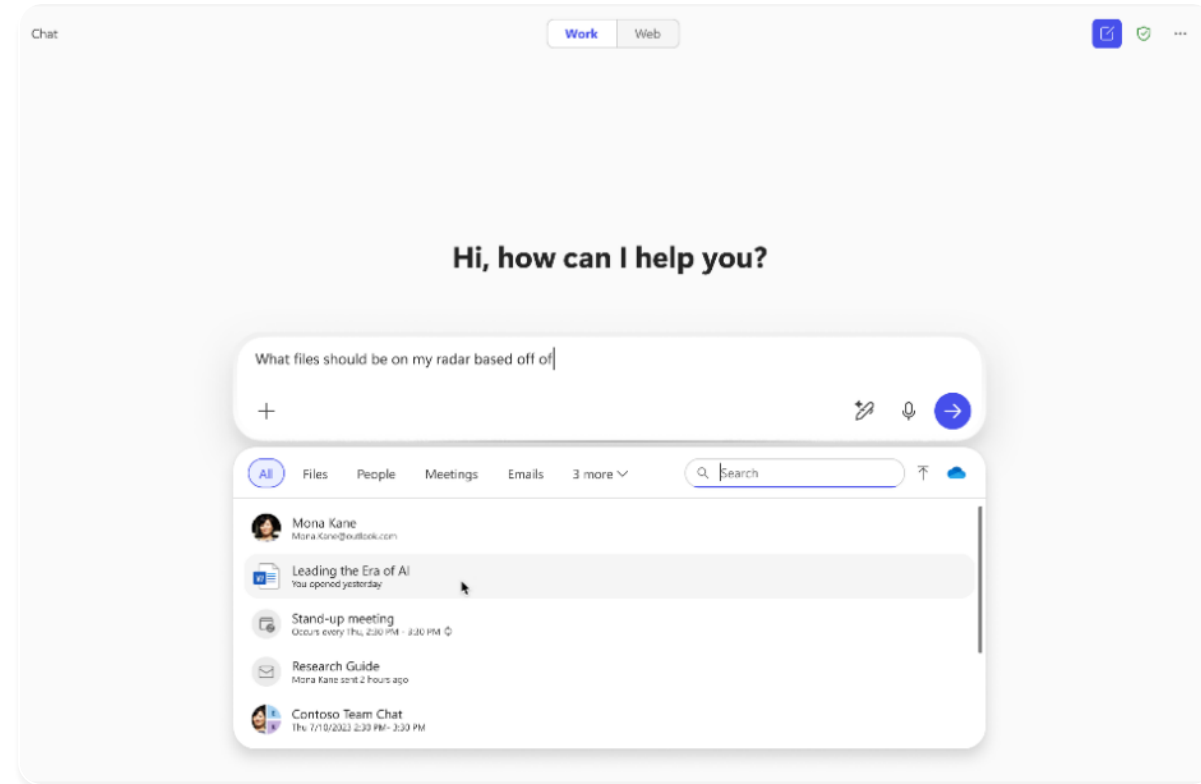 Chat
Work
Web
Hi, how can I help you?
What files should be on my radar based off of
All
Files
People
Meetings
Emails
3 more
Search
Mona Kane
Mona.Kane@outlook.com
Leading the Era of AI
You opened yesterday
Stand-up meeting
Occurs every Thu, 2:30 PM - 3:30 PM
Research Guide
Mona Kane sent 2 hours ago
Contoso Team Chat
Thu 7/10/2023 2:30 PM- 3:30 PM